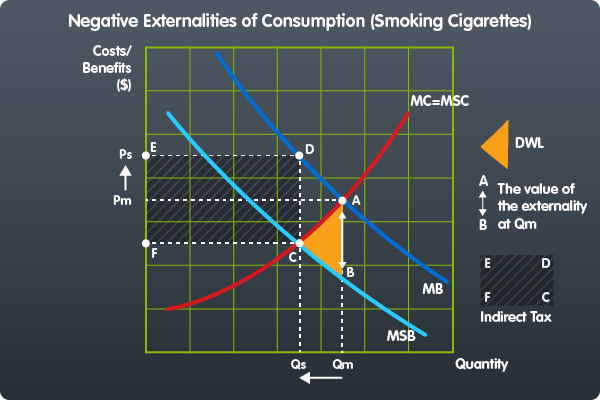 Negative Externalities of Consumption (Smoking Cigarettes)
Costs/
Benefits
($)
MC=MSC
E
D
Ps
Pm
A
F
C
B
MB
MSB
Qs
Qm
Quantity
DWL
A
B
The value of
the externality
at Qm
E D
F C
Indirect Tax